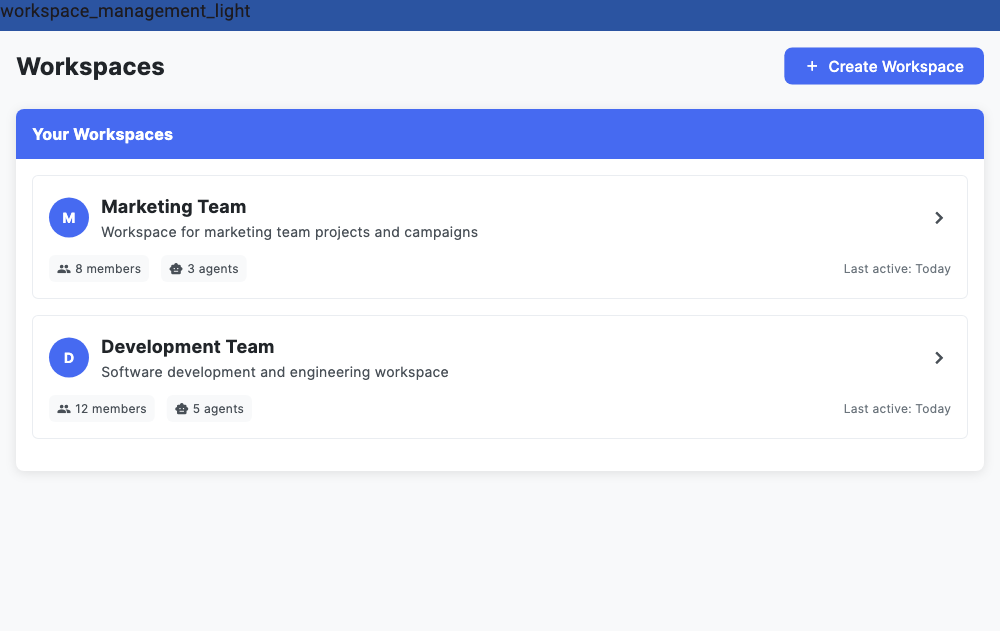 workspace_management_light
Workspaces
+ Create Workspace
Your Workspaces
M
Marketing Team
Workspace for marketing team projects and campaigns
8 members
3 agents
Last active: Today
D
Development Team
Software development and engineering workspace
12 members
5 agents
Last active: Today